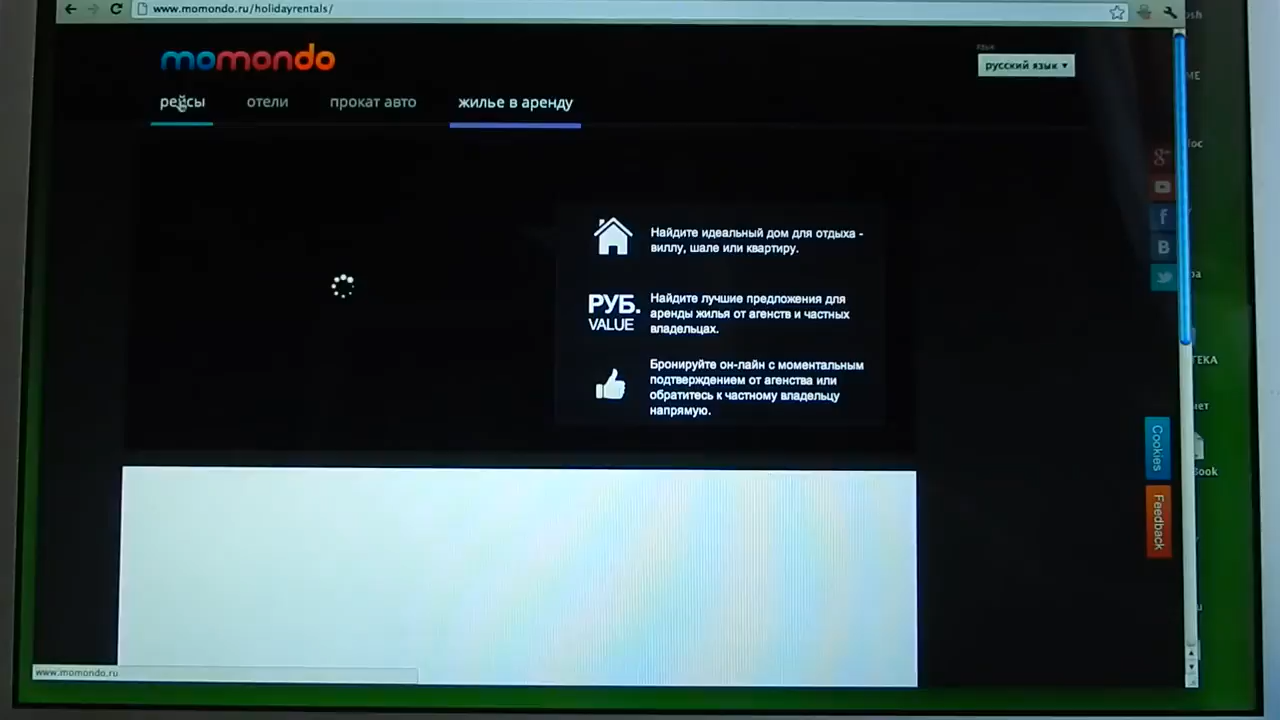 www.momondo.ru/holidayrentals/
momondo
язык
русский язык
рейсы отели прокат авто жилье в аренду
Найдите идеальный дом для отдыха -
виллу, шале или квартиру.
РУБ.
VALUE
Найдите лучшие предложения для
аренды жилья от агенств и частных
владельцах.
Бронируйте он-лайн с моментальным
подтверждением от агенства или
обратитесь к частному владельцу
напрямую.
Cookies
Feedback
www.momondo.ru